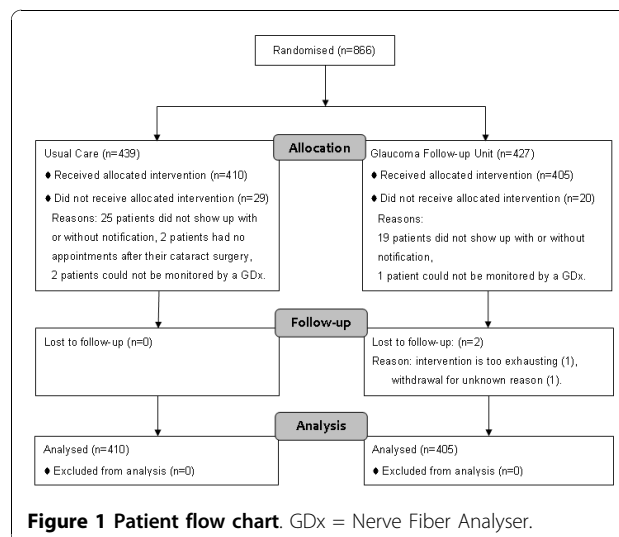 Randomised (n=866)
Allocation
Usual Care (n=439)
♦ Received allocated intervention (n=410)
♦ Did not receive allocated intervention (n=29)
Reasons: 25 patients did not show up with
or without notification, 2 patients had no
appointments after their cataract surgery,
2 patients could not be monitored by a GDx.
Glaucoma Follow-up Unit (n=427)
♦ Received allocated intervention (n=405)
♦ Did not receive allocated intervention (n=20)
Reasons:
19 patients did not show up with or without
notification,
1 patient could not be monitored by a GDx.
Follow-up
Lost to follow-up (n=0)
Lost to follow-up: (n=2)
Reason: intervention is too exhausting (1),
withdrawal for unknown reason (1).
Analysis
Analysed (n=410)
♦ Excluded from analysis (n=0)
Analysed (n=405)
♦ Excluded from analysis (n=0)
Figure 1 Patient flow chart. GDx = Nerve Fiber Analyser.